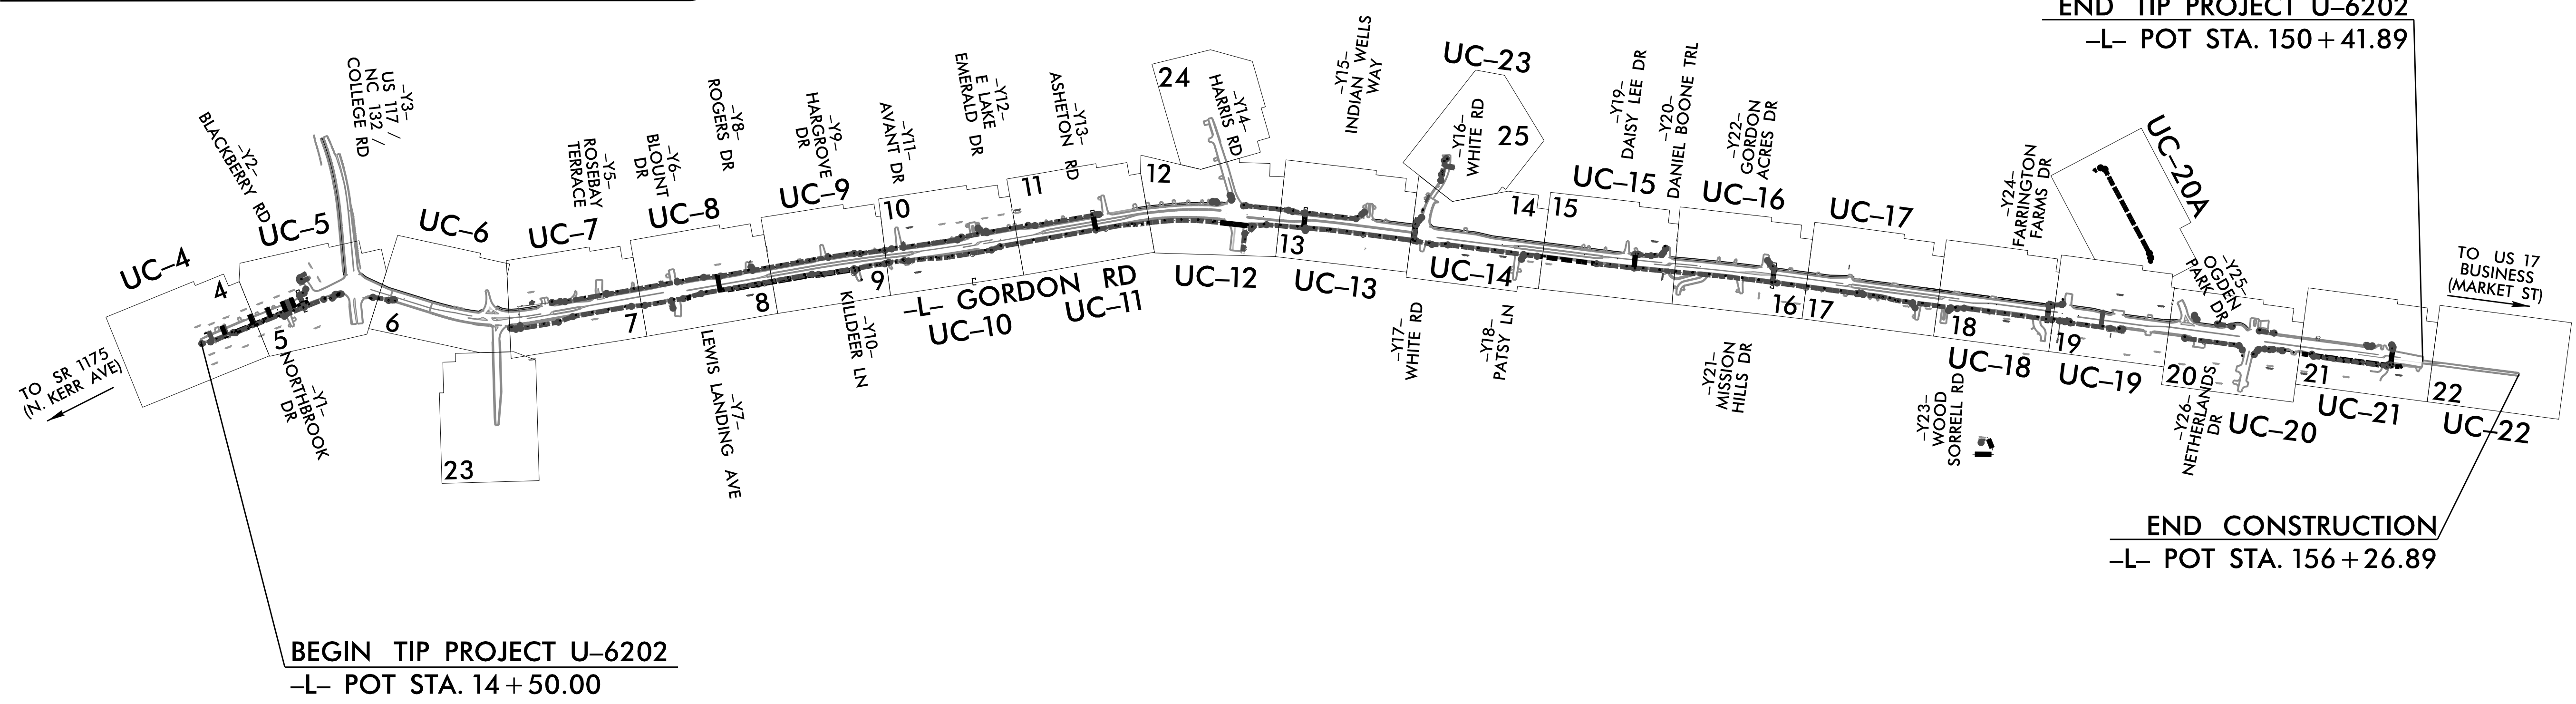 END TIP PROJECT U–6202
–L– POT STA. 150+41.89
–Y3–
US 117 /
NC 132 /
COLLEGE RD
–Y2–
BLACKBERRY RD
–Y5–
ROSEBAY
TERRACE
–Y6–
BLOUNT
DR
–Y8–
ROGERS DR
–Y9–
HARGROVE
DR
–Y11–
AVANT DR
–Y12–
E LAKE
EMERALD DR
–Y13–
ASHETON RD
24
–Y14–
HARRIS RD
–Y15–
INDIAN WELLS
WAY
UC–23
–Y16–
WHITE RD
25
–Y19–
DAISY LEE DR
–Y20–
DANIEL BOONE TRL
–Y22–
GORDON
ACRES DR
–Y24–
FARRINGTON
FARMS DR
UC–20A
–Y25–
OGDEN
PARK DR
TO US 17
BUSINESS
(MARKET ST)
UC–4
UC–5
UC–6
UC–7
UC–8
UC–9
10
11
12
14
15
UC–15
UC–16
UC–17
4
5
6
7
8
9
13
16
17
18
19
20
21
22
–L– GORDON RD
UC–10
UC–11
UC–12
UC–13
UC–14
UC–18
UC–19
UC–20
UC–21
UC–22
TO SR 1175
(N. KERR AVE)
–Y1–
NORTHBROOK
DR
23
–Y7–
LEWIS LANDING AVE
–Y10–
KILLDEER LN
–Y17–
WHITE RD
–Y18–
PATSY LN
–Y21–
MISSION
HILLS DR
–Y23–
WOOD
SORRELL RD
–Y26–
NETHERLANDS
DR
END CONSTRUCTION
–L– POT STA. 156+26.89
BEGIN TIP PROJECT U–6202
–L– POT STA. 14+50.00